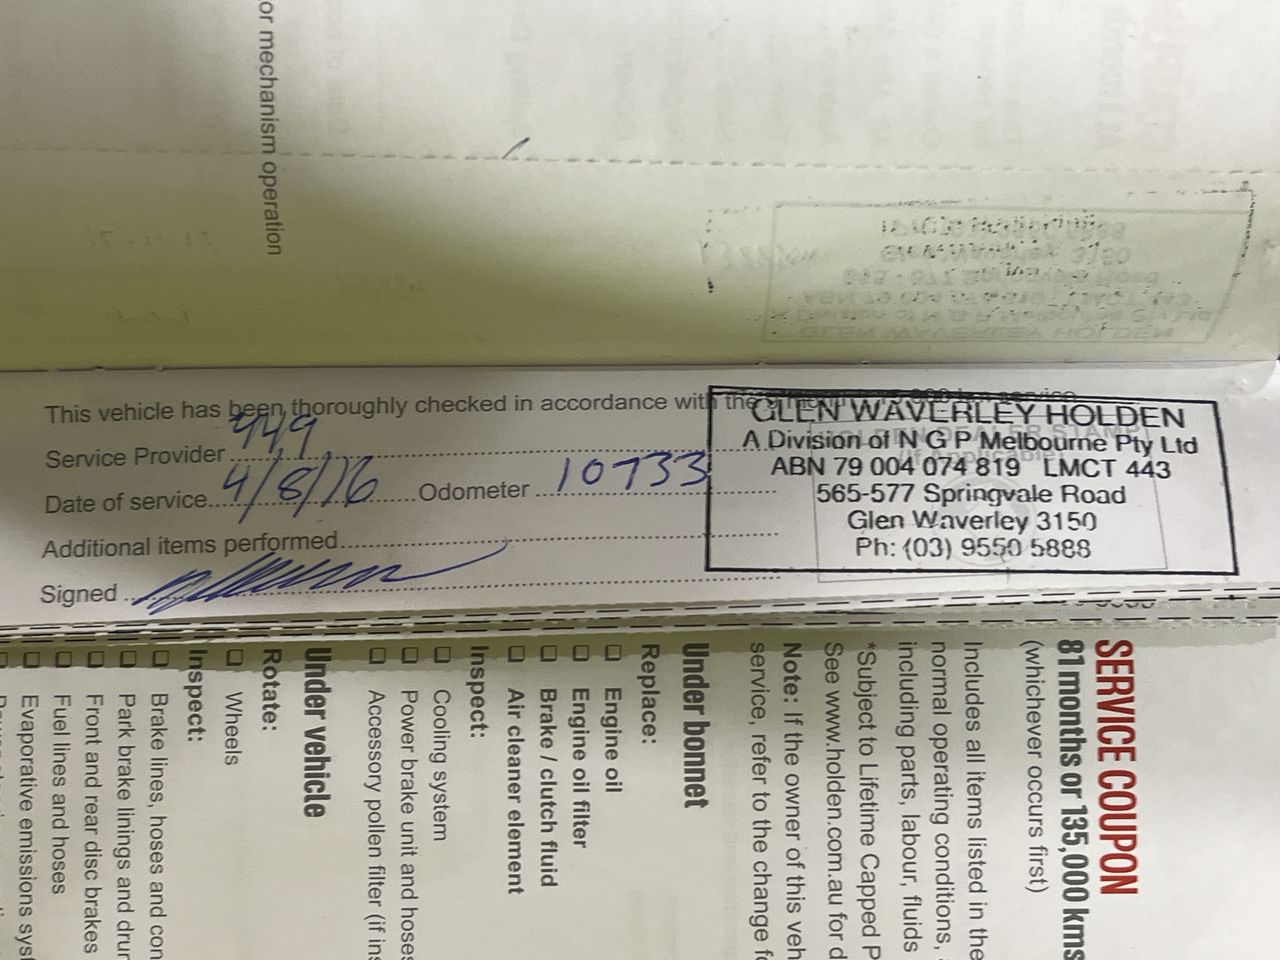 or mechanism operation
This vehicle has been thoroughly checked in accordance with the
Service Provider 449
Date of service 4/8/16 Odometer 10733
Additional items performed
Signed
GLEN WAVERLEY HOLDEN
A Division of N G P Melbourne Pty Ltd
ABN 79 004 074 819 LMCT 443
565-577 Springvale Road
Glen Waverley 3150
Ph: (03) 9550 5888
SERVICE COUPON
81 months or 135,000 kms
(whichever occurs first)
Includes all items listed in the
normal operating conditions,
including parts, labour, fluids
*Subject to Lifetime Capped P
See www.holden.com.au for d
Note: If the owner of this veh
service, refer to the change f
Under bonnet
Replace:
Engine oil
Engine oil filter
Brake / clutch fluid
Air cleaner element
Inspect:
Cooling system
Power brake unit and hoses
Accessory pollen filter (if ins
Under vehicle
Rotate:
Wheels
Inspect:
Brake lines, hoses and con
Park brake linings and drur
Front and rear disc brakes
Fuel lines and hoses
Evaporative emissions syst